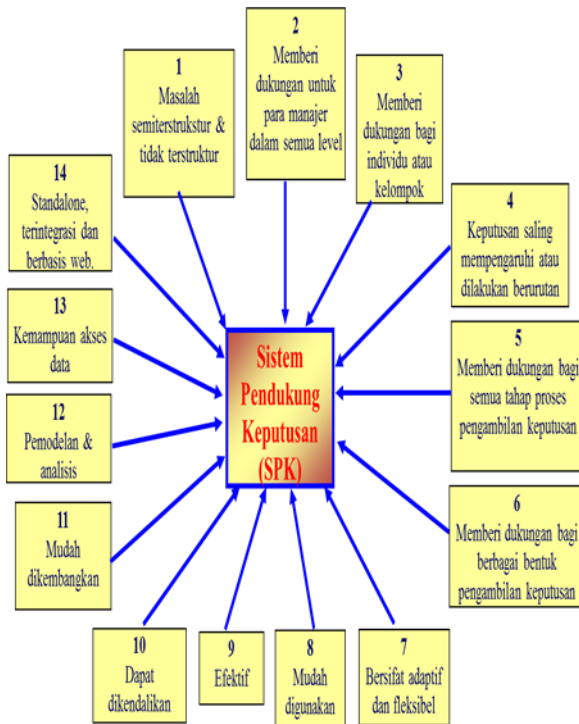 1
Masalah
semiterstrukstur &
tidak terstruktur
2
Memberi
dukungan untuk
para manajer
dalam semua level
3
Memberi
dukungan bagi
individu atau
kelompok
4
Keputusan saling
mempengaruhi atau
dilakukan berurutan
5
Memberi dukungan bagi
semua tahap proses
pengambilan keputusan
6
Memberi dukungan bagi
berbagai bentuk
pengambilan keputusan
7
Bersifat adaptif
dan fleksibel
8
Mudah
digunakan
9
Efektif
10
Dapat
dikendalikan
11
Mudah
dikembangkan
12
Pemodelan &
analisis
13
Kemampuan akses
data
14
Standalone,
terintegrasi dan
berbasis web.
Sistem
Pendukung
Keputusan
(SPK)